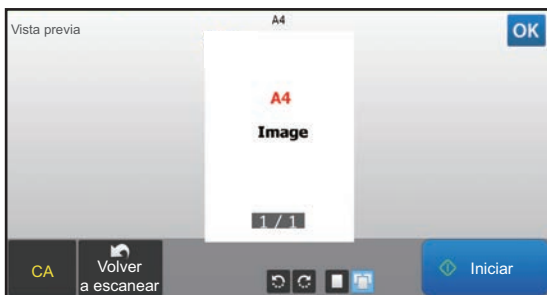 Vista previa
A4
OK
A4
Image
1 / 1
CA
Volver
a escanear
Iniciar